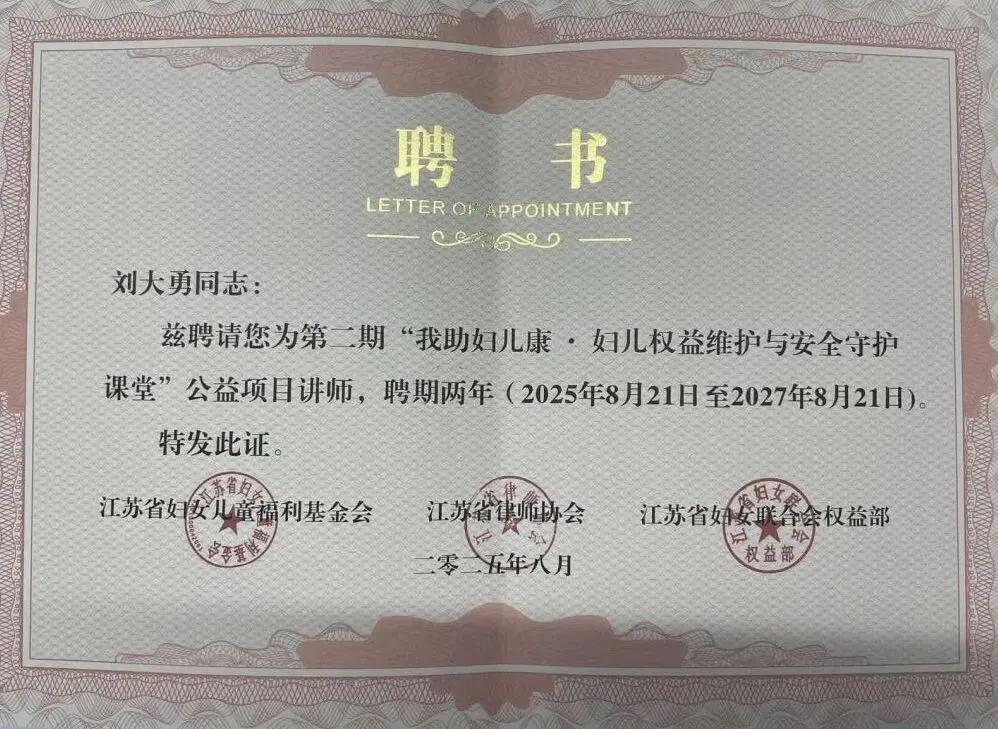 聘 书
LETTER OF APPOINTMENT
刘大勇同志：
兹聘请您为第二期“我助妇儿康·妇儿权益维护与安全守护
课堂”公益项目讲师，聘期两年（2025年8月21日至2027年8月21日)。
特发此证。
江苏省妇女儿童福利基金会 江苏省律师协会 江苏省妇女联合会权益部
二零二五年八月
权益部